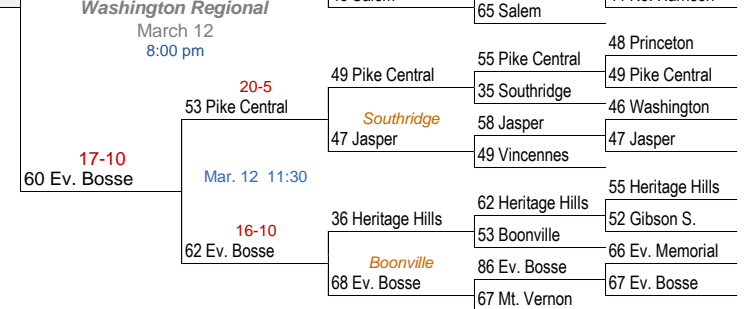 Washington Regional
March 12
8:00 pm
17-10
60 Ev. Bosse
20-5
53 Pike Central
Mar. 12 11:30
16-10
62 Ev. Bosse
49 Pike Central
Southridge
47 Jasper
36 Heritage Hills
Boonville
68 Ev. Bosse
65 Salem
55 Pike Central
35 Southridge
58 Jasper
49 Vincennes
62 Heritage Hills
53 Boonville
86 Ev. Bosse
67 Mt. Vernon
48 Princeton
49 Pike Central
46 Washington
47 Jasper
55 Heritage Hills
52 Gibson S.
66 Ev. Memorial
67 Ev. Bosse